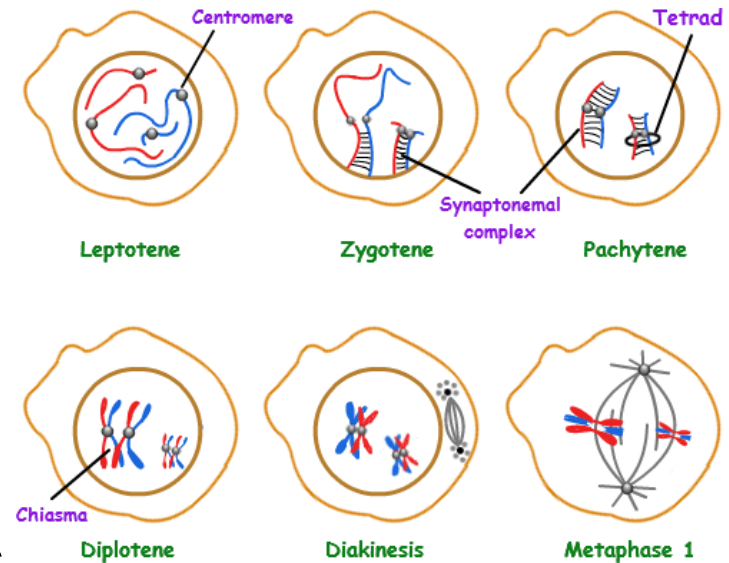 Centromere
Tetrad
Synaptonemal
complex
Leptotene
Zygotene
Pachytene
Chiasma
Diplotene
Diakinesis
Metaphase 1